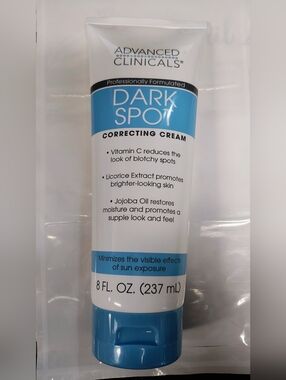 ADVANCED
CLINICALS®
Professionally Formulated
DARK
SPOT
CORRECTING CREAM
• Vitamin C reduces the
look of blotchy spots
• Licorice Extract promotes
brighter-looking skin
• Jojoba Oil restores
moisture and promotes a
supple look and feel
Minimizes the visible effects
of sun exposure
8 FL. OZ. (237 mL)